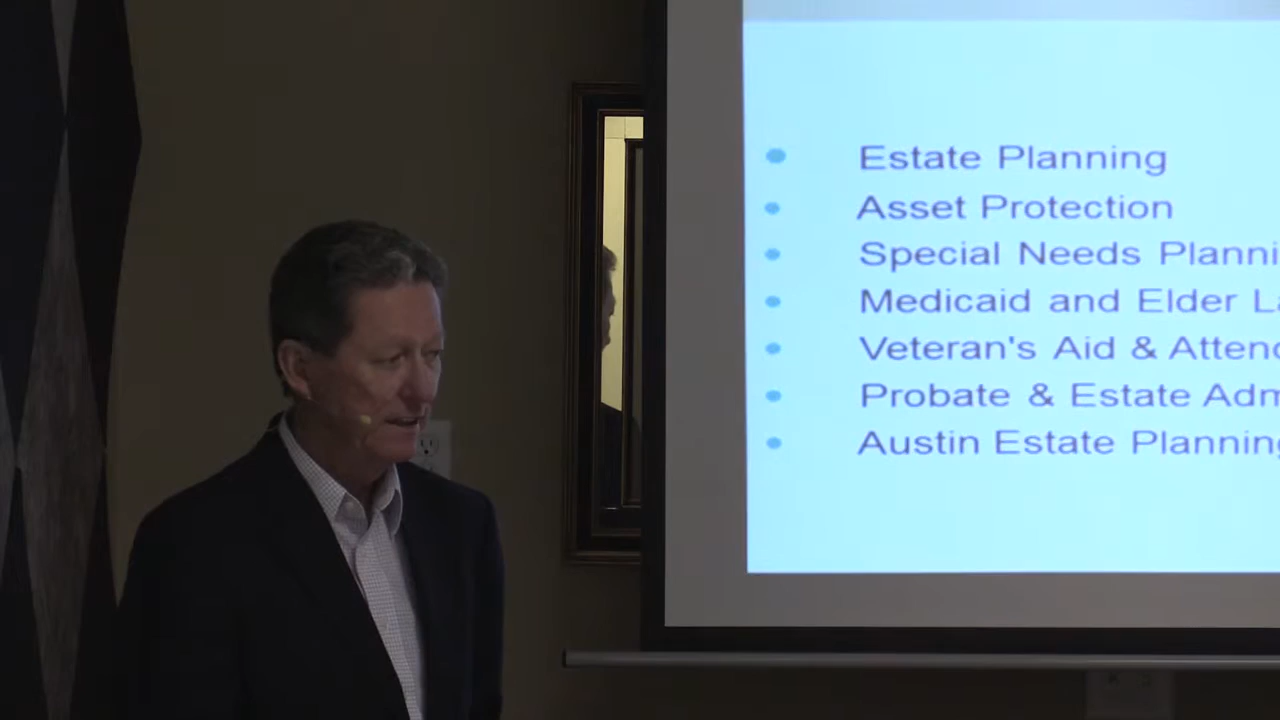 Estate Planning
Asset Protection
Special Needs Planni
Medicaid and Elder La
Veteran's Aid & Attend
Probate & Estate Adm
Austin Estate Planning